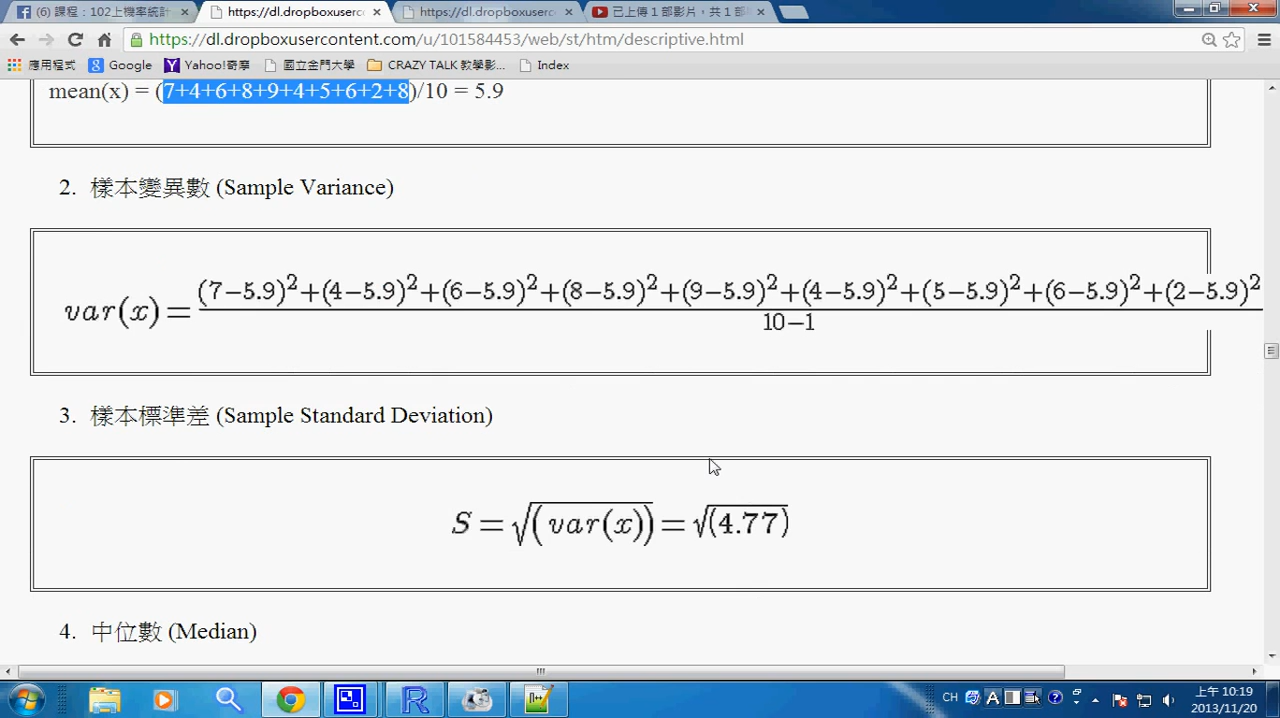 (6) 課程：102上機率統計
https://dl.dropboxuserco
https://dl.dropboxuserco
已上傳 1 部影片，共 1 部
https://dl.dropboxusercontent.com/u/101584453/web/st/htm/descriptive.html
應用程式 Google Yahoo!奇摩 國立金門大學 CRAZY TALK 教學影... Index
mean(x) = (7+4+6+8+9+4+5+6+2+8)/10 = 5.9
2. 樣本變異數 (Sample Variance)
var(x) = (7−5.9)²+(4−5.9)²+(6−5.9)²+(8−5.9)²+(9−5.9)²+(4−5.9)²+(5−5.9)²+(6−5.9)²+(2−5.9)²
10−1
3. 樣本標準差 (Sample Standard Deviation)
S = √(var(x)) = √(4.77)
4. 中位數 (Median)
CH
上午 10:19
2013/11/20